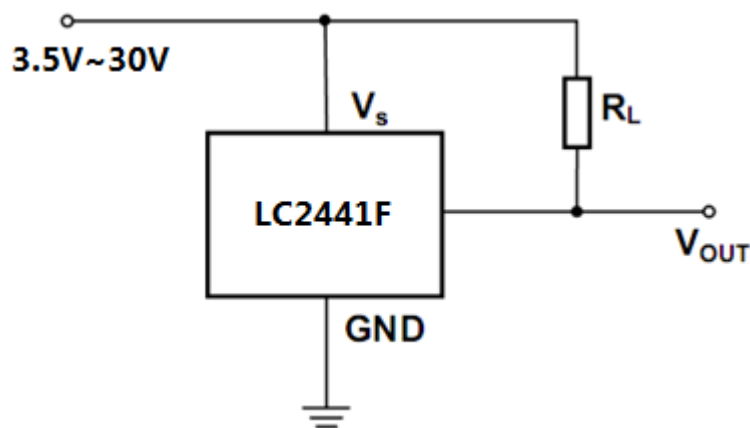 3.5V~30V
Vs
RL
LC2441F
VOUT
GND